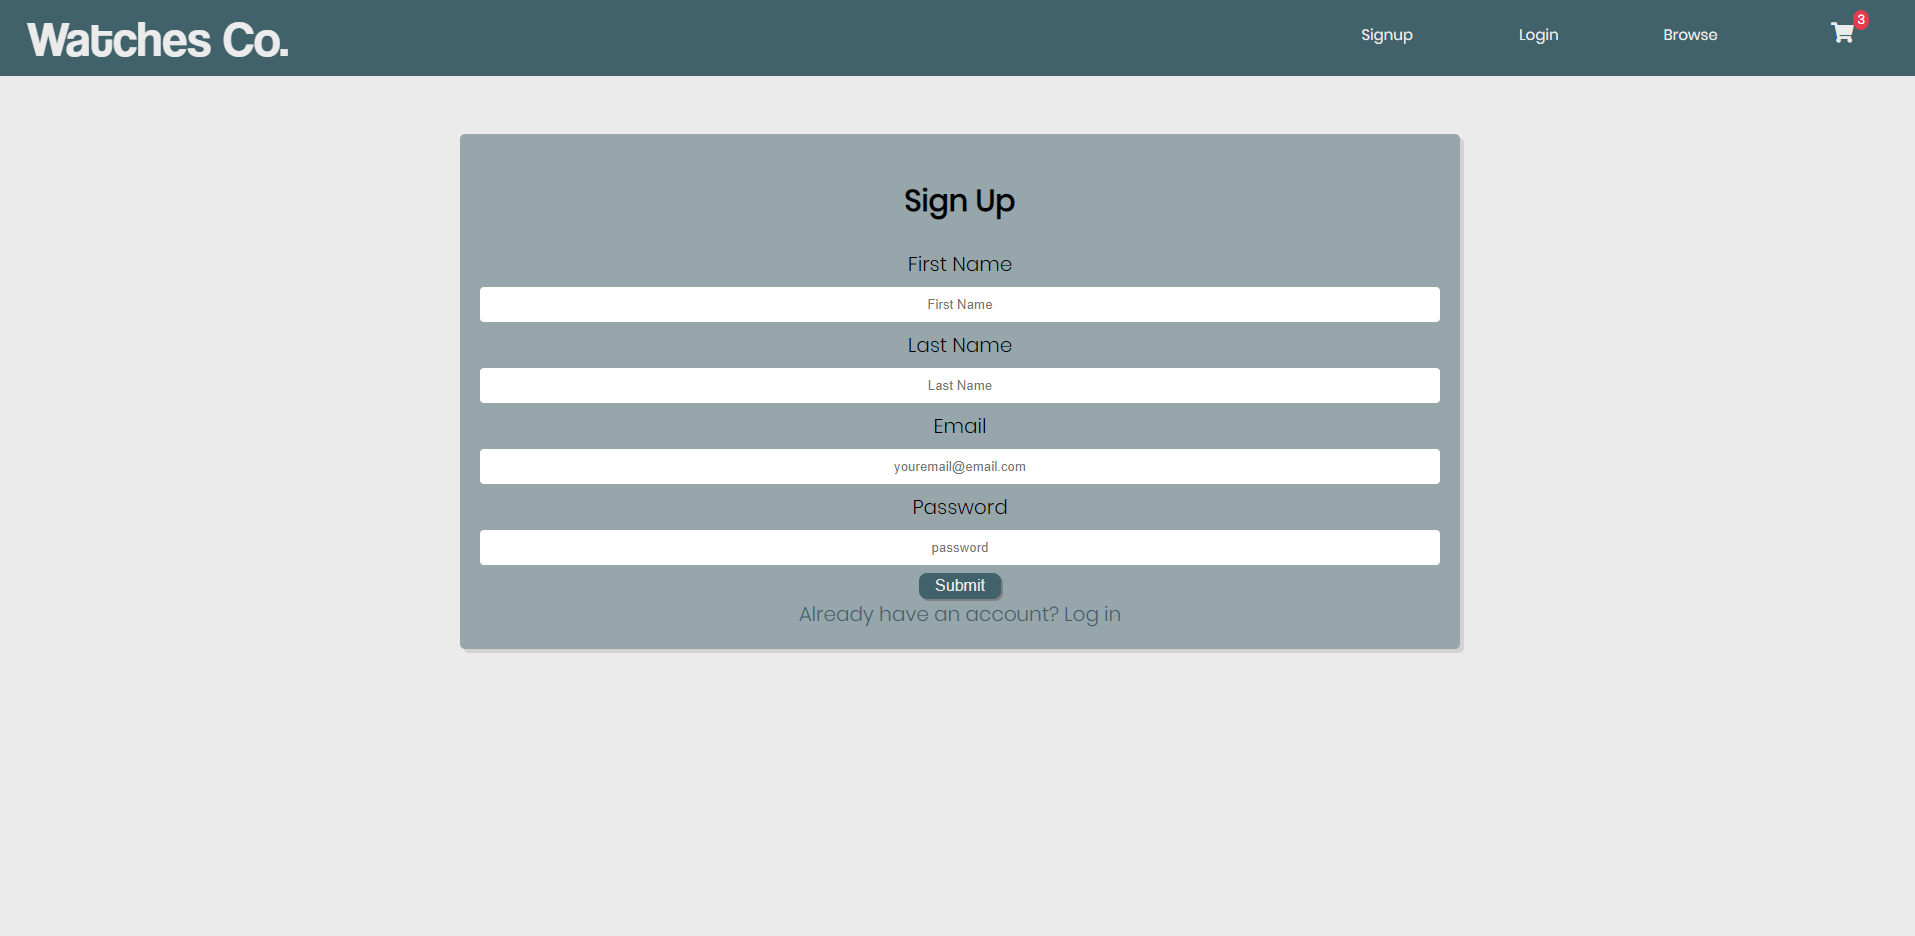 Watches Co.
Signup
Login
Browse
3
Sign Up
First Name
First Name
Last Name
Last Name
Email
youremail@email.com
Password
password
Submit
Already have an account? Log in